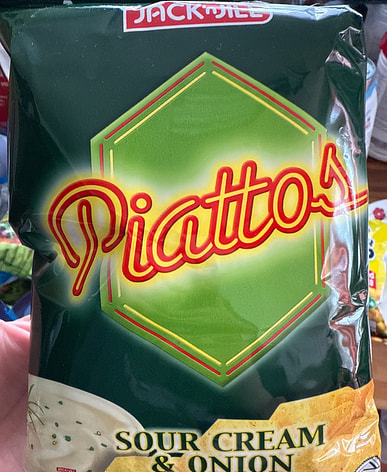 JACK 'n JILL
Piattos
SOUR CREAM
& ONION